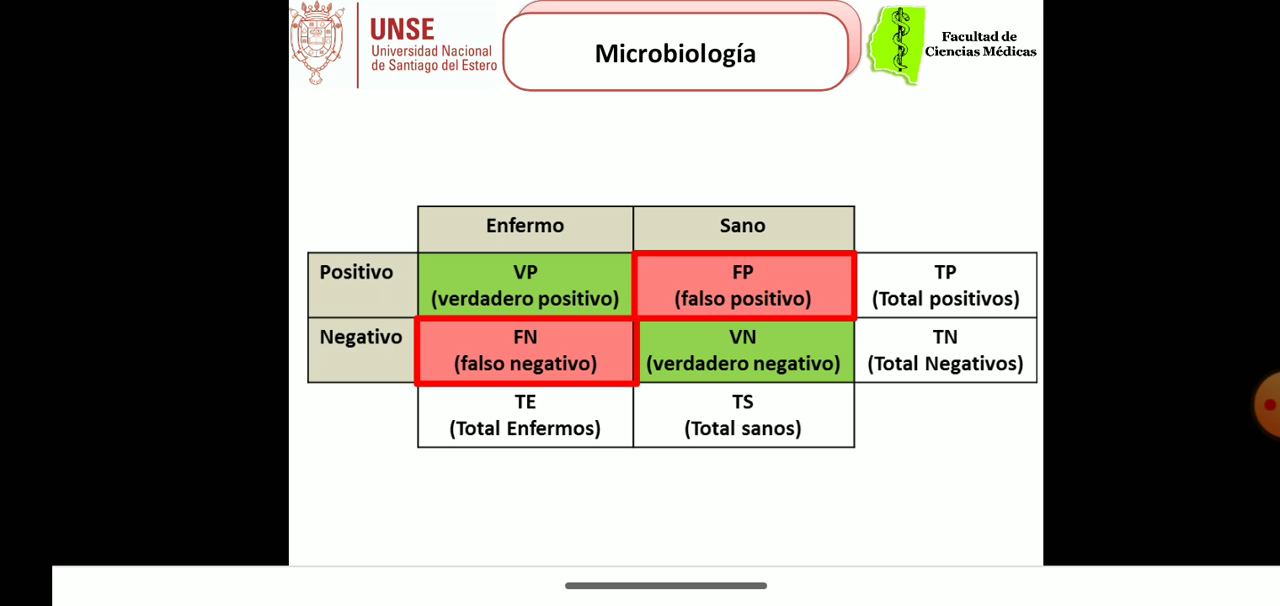 UNSE
Universidad Nacional
de Santiago del Estero
Microbiología
Facultad de
Ciencias Médicas
Enfermo Sano
Positivo VP FP TP
(verdadero positivo) (falso positivo) (Total positivos)
Negativo FN VN TN
(falso negativo) (verdadero negativo) (Total Negativos)
TE TS
(Total Enfermos) (Total sanos)